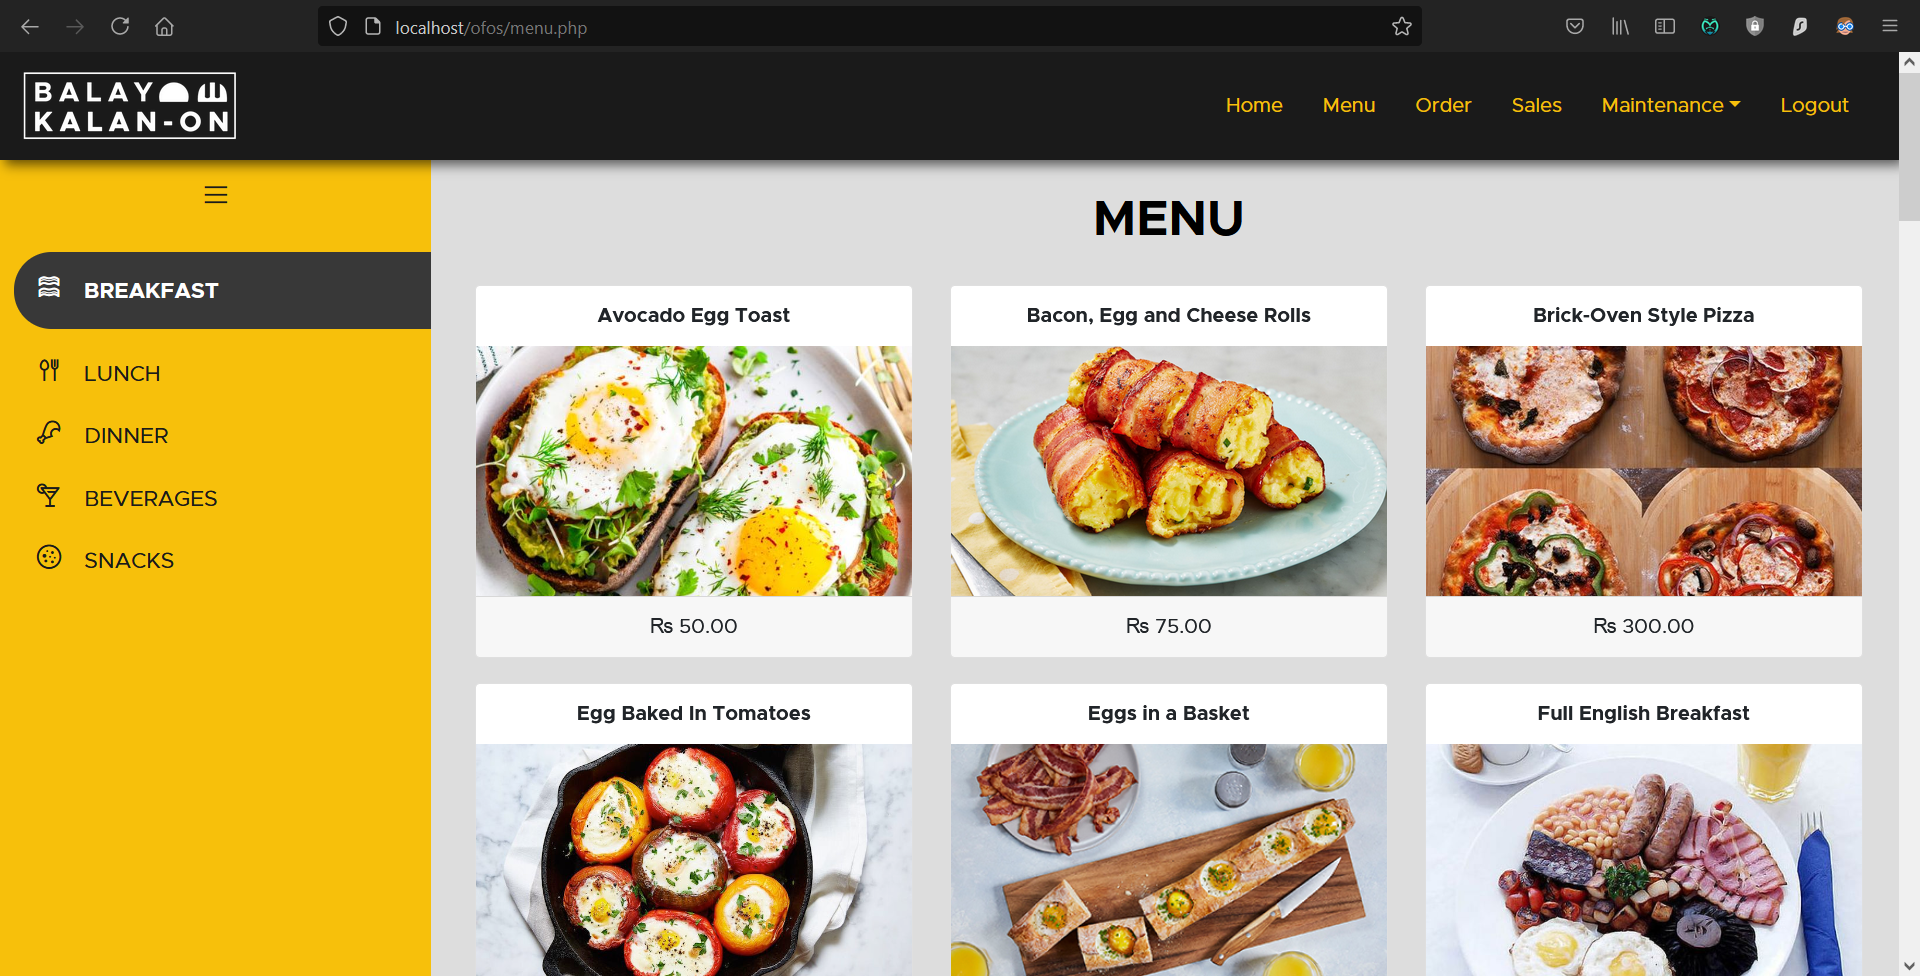 localhost/ofos/menu.php
BALAY
KALAN-ON
Home Menu Order Sales Maintenance Logout
BREAKFAST
LUNCH
DINNER
BEVERAGES
SNACKS
MENU
Avocado Egg Toast
Bacon, Egg and Cheese Rolls
Brick-Oven Style Pizza
₨ 50.00
₨ 75.00
₨ 300.00
Egg Baked In Tomatoes
Eggs in a Basket
Full English Breakfast